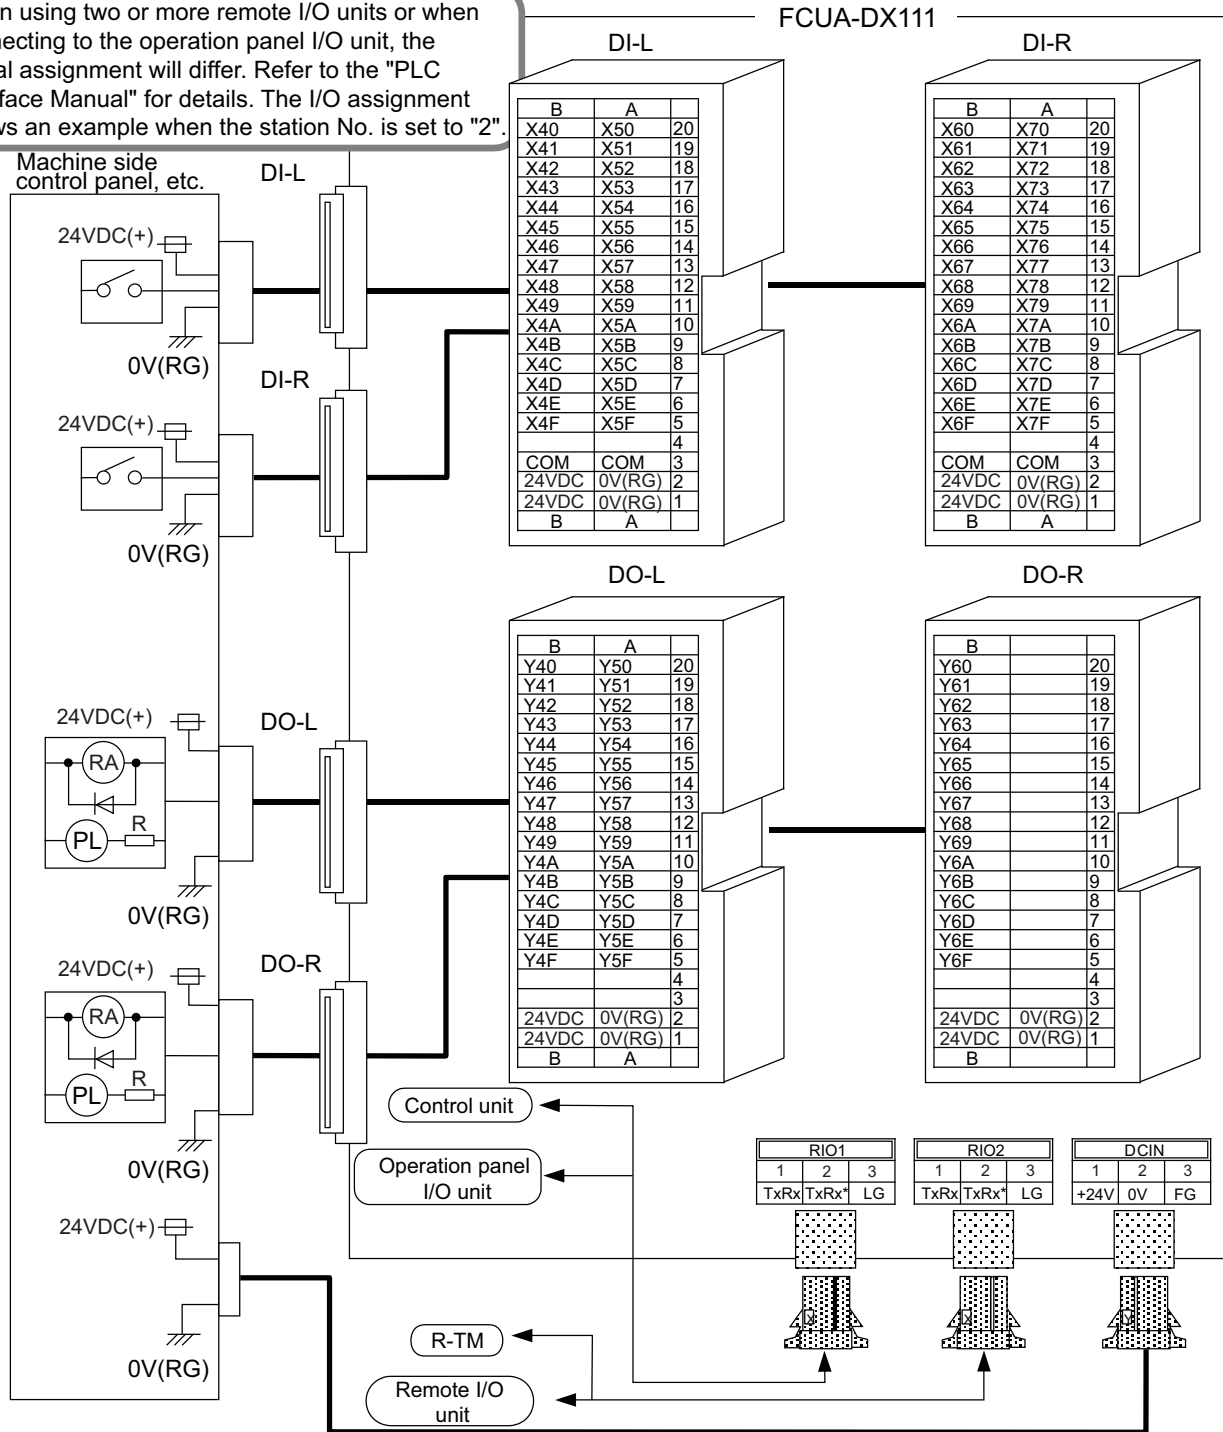 n using two or more remote I/O units or when
necting to the operation panel I/O unit, the
al assignment will differ. Refer to the "PLC
face Manual" for details. The I/O assignment
ws an example when the station No. is set to "2".
FCUA-DX111
DI-L
B A
X40 X50 20
X41 X51 19
X42 X52 18
X43 X53 17
X44 X54 16
X45 X55 15
X46 X56 14
X47 X57 13
X48 X58 12
X49 X59 11
X4A X5A 10
X4B X5B 9
X4C X5C 8
X4D X5D 7
X4E X5E 6
X4F X5F 5
4
COM COM 3
24VDC 0V(RG) 2
24VDC 0V(RG) 1
B A
DI-R
B A
X60 X70 20
X61 X71 19
X62 X72 18
X63 X73 17
X64 X74 16
X65 X75 15
X66 X76 14
X67 X77 13
X68 X78 12
X69 X79 11
X6A X7A 10
X6B X7B 9
X6C X7C 8
X6D X7D 7
X6E X7E 6
X6F X7F 5
4
COM COM 3
24VDC 0V(RG) 2
24VDC 0V(RG) 1
B A
Machine side
control panel, etc.
DI-L
24VDC(+)
0V(RG)
DI-R
24VDC(+)
0V(RG)
DO-L
24VDC(+)
RA
PL R
0V(RG)
DO-R
24VDC(+)
RA
PL R
0V(RG)
24VDC(+)
0V(RG)
DO-L
B A
Y40 Y50 20
Y41 Y51 19
Y42 Y52 18
Y43 Y53 17
Y44 Y54 16
Y45 Y55 15
Y46 Y56 14
Y47 Y57 13
Y48 Y58 12
Y49 Y59 11
Y4A Y5A 10
Y4B Y5B 9
Y4C Y5C 8
Y4D Y5D 7
Y4E Y5E 6
Y4F Y5F 5
4
3
24VDC 0V(RG) 2
24VDC 0V(RG) 1
B A
DO-R
B
Y60 20
Y61 19
Y62 18
Y63 17
Y64 16
Y65 15
Y66 14
Y67 13
Y68 12
Y69 11
Y6A 10
Y6B 9
Y6C 8
Y6D 7
Y6E 6
Y6F 5
4
3
24VDC 0V(RG) 2
24VDC 0V(RG) 1
B
Control unit
Operation panel
I/O unit
R-TM
Remote I/O
unit
RIO1
1 2 3
TxRx TxRx* LG
RIO2
1 2 3
TxRx TxRx* LG
DCIN
1 2 3
+24V 0V FG